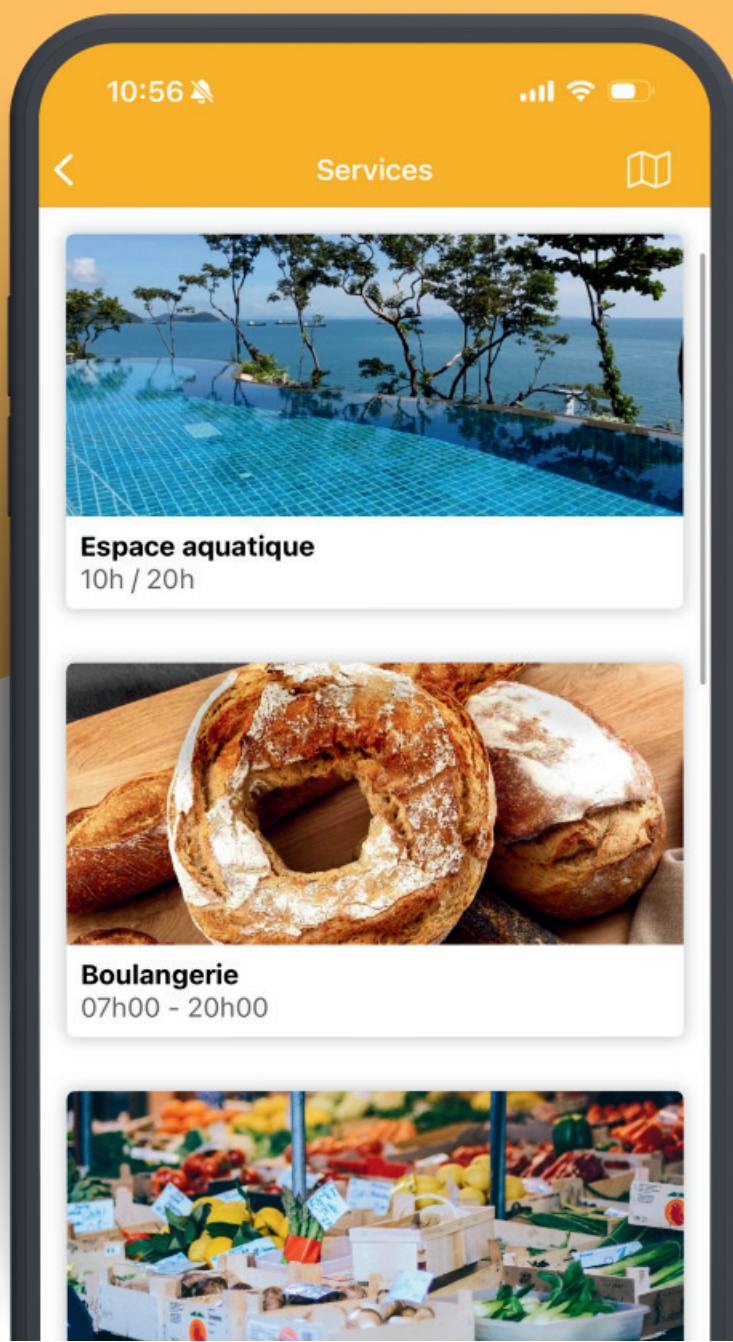 10:56
Services
Espace aquatique
10h / 20h
Boulangerie
07h00 - 20h00